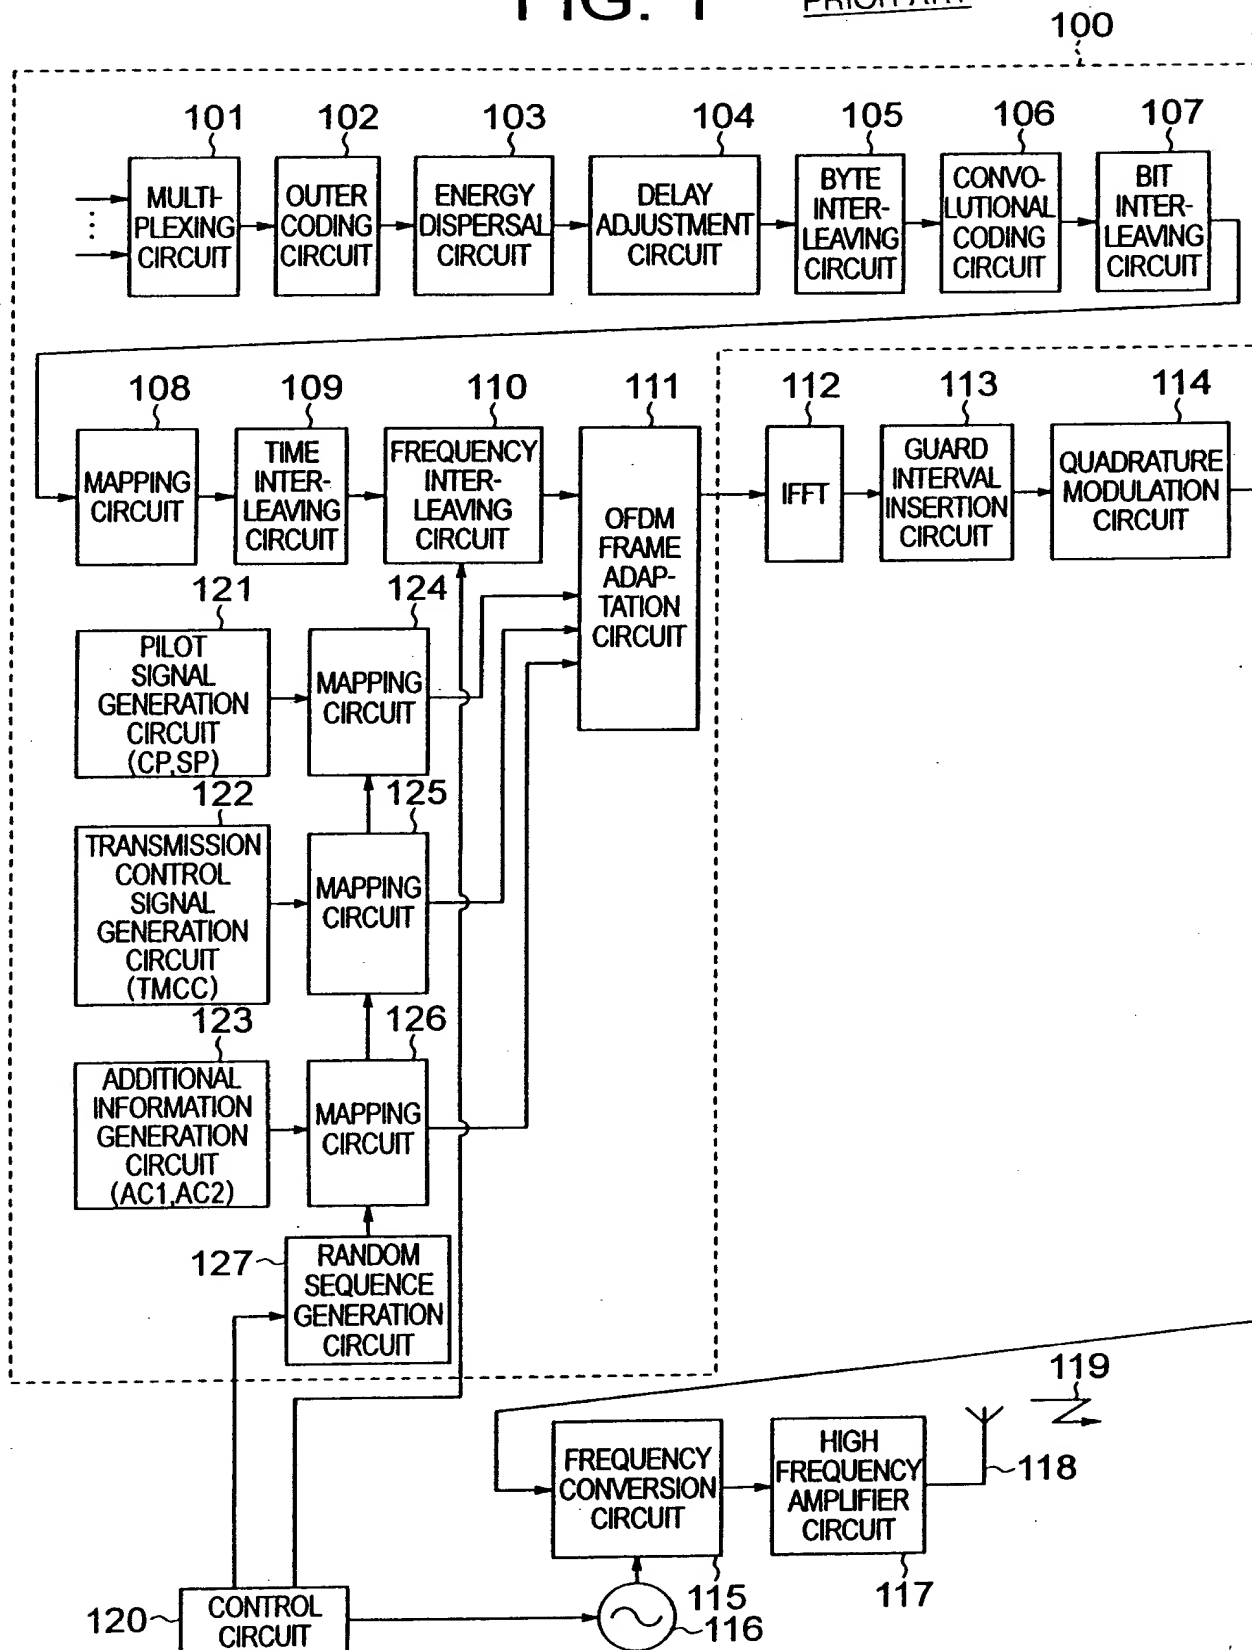 FIG. 1 PRIOR ART
100
101 102 103 104 105 106 107
MULTI-
PLEXING
CIRCUIT
OUTER
CODING
CIRCUIT
ENERGY
DISPERSAL
CIRCUIT
DELAY
ADJUSTMENT
CIRCUIT
BYTE
INTER-
LEAVING
CIRCUIT
CONVO-
LUTIONAL
CODING
CIRCUIT
BIT
INTER-
LEAVING
CIRCUIT
108 109 110 111 112 113 114
MAPPING
CIRCUIT
TIME
INTER-
LEAVING
CIRCUIT
FREQUENCY
INTER-
LEAVING
CIRCUIT
OFDM
FRAME
ADAP-
TATION
CIRCUIT
IFFT
GUARD
INTERVAL
INSERTION
CIRCUIT
QUADRATURE
MODULATION
CIRCUIT
121 124
PILOT
SIGNAL
GENERATION
CIRCUIT
(CP,SP)
MAPPING
CIRCUIT
122 125
TRANSMISSION
CONTROL
SIGNAL
GENERATION
CIRCUIT
(TMCC)
MAPPING
CIRCUIT
123 126
ADDITIONAL
INFORMATION
GENERATION
CIRCUIT
(AC1,AC2)
MAPPING
CIRCUIT
127
RANDOM
SEQUENCE
GENERATION
CIRCUIT
119
118
FREQUENCY
CONVERSION
CIRCUIT
HIGH
FREQUENCY
AMPLIFIER
CIRCUIT
115 117
116
120
CONTROL
CIRCUIT